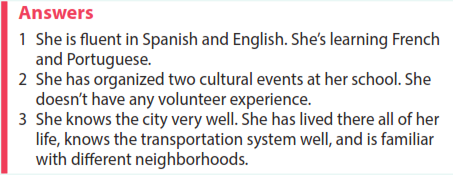 Answers
1 She is fluent in Spanish and English. She's learning French
and Portuguese.
2 She has organized two cultural events at her school. She
doesn't have any volunteer experience.
3 She knows the city very well. She has lived there all of her
life, knows the transportation system well, and is familiar
with different neighborhoods.